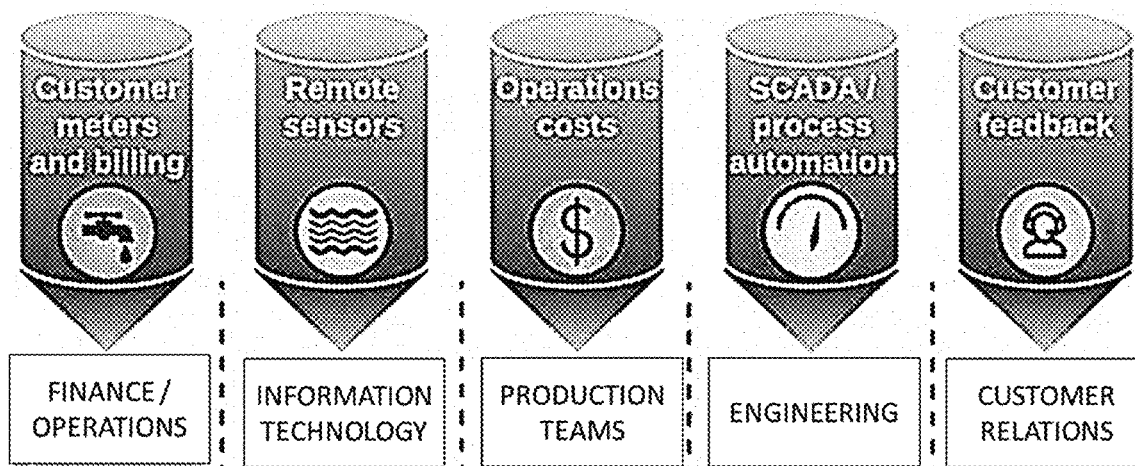 Customer
meters
and billing
Remote
sensors
Operations
costs
SCADA /
process
automation
Customer
feedback
$
FINANCE /
OPERATIONS
INFORMATION
TECHNOLOGY
PRODUCTION
TEAMS
ENGINEERING
CUSTOMER
RELATIONS